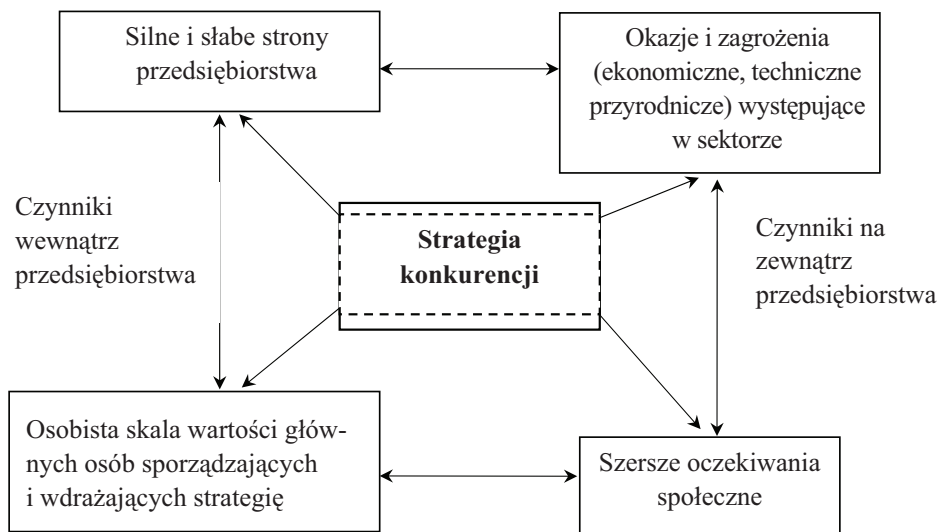 Silne i słabe strony
przedsiębiorstwa
Okazje i zagrożenia
(ekonomiczne, techniczne
przyrodnicze) występujące
w sektorze
Czynniki
wewnątrz
przedsiębiorstwa
Strategia
konkurencji
Czynniki na
zewnątrz
przedsiębiorstwa
Osobista skala wartości głów-
nych osób sporządzających
i wdrażających strategię
Szersze oczekiwania
społeczne